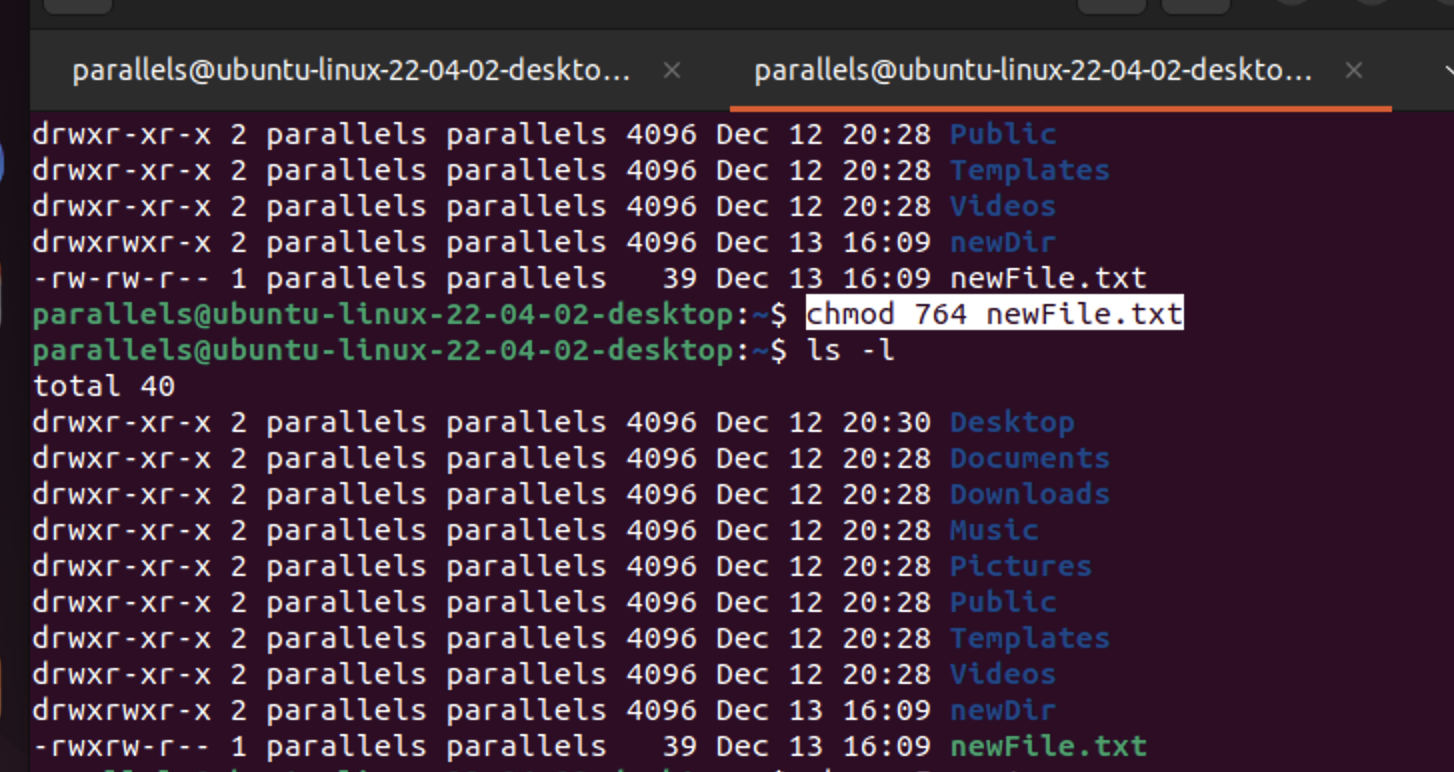 parallels@ubuntu-linux-22-04-02-deskto... × parallels@ubuntu-linux-22-04-02-deskto... ×
drwxr-xr-x 2 parallels parallels 4096 Dec 12 20:28 Public
drwxr-xr-x 2 parallels parallels 4096 Dec 12 20:28 Templates
drwxr-xr-x 2 parallels parallels 4096 Dec 12 20:28 Videos
drwxrwxr-x 2 parallels parallels 4096 Dec 13 16:09 newDir
-rw-rw-r-- 1 parallels parallels   39 Dec 13 16:09 newFile.txt
parallels@ubuntu-linux-22-04-02-desktop:~$ chmod 764 newFile.txt
parallels@ubuntu-linux-22-04-02-desktop:~$ ls -l
total 40
drwxr-xr-x 2 parallels parallels 4096 Dec 12 20:30 Desktop
drwxr-xr-x 2 parallels parallels 4096 Dec 12 20:28 Documents
drwxr-xr-x 2 parallels parallels 4096 Dec 12 20:28 Downloads
drwxr-xr-x 2 parallels parallels 4096 Dec 12 20:28 Music
drwxr-xr-x 2 parallels parallels 4096 Dec 12 20:28 Pictures
drwxr-xr-x 2 parallels parallels 4096 Dec 12 20:28 Public
drwxr-xr-x 2 parallels parallels 4096 Dec 12 20:28 Templates
drwxr-xr-x 2 parallels parallels 4096 Dec 12 20:28 Videos
drwxrwxr-x 2 parallels parallels 4096 Dec 13 16:09 newDir
-rwxrw-r-- 1 parallels parallels   39 Dec 13 16:09 newFile.txt